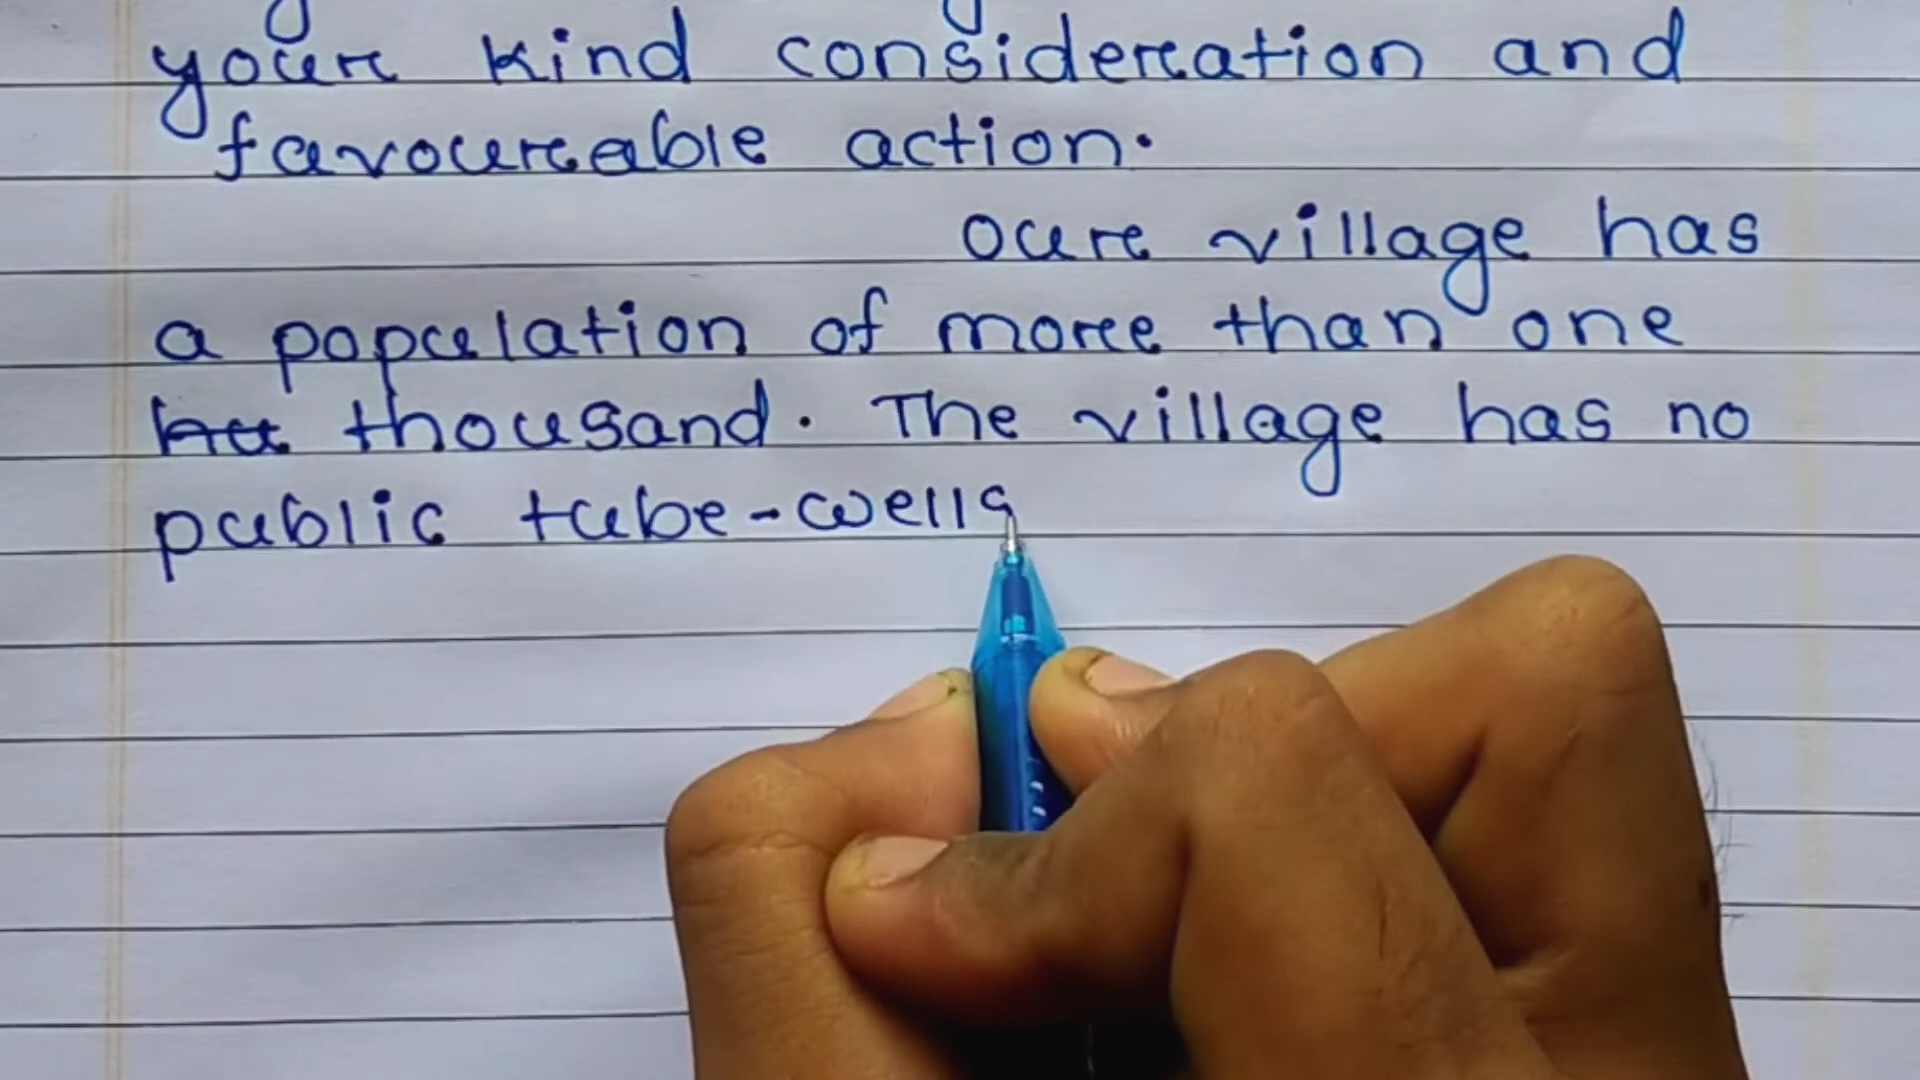 your kind consideration and
favourable action.
Our village has
a population of more than one
thousand. The village has no
public tube-wells